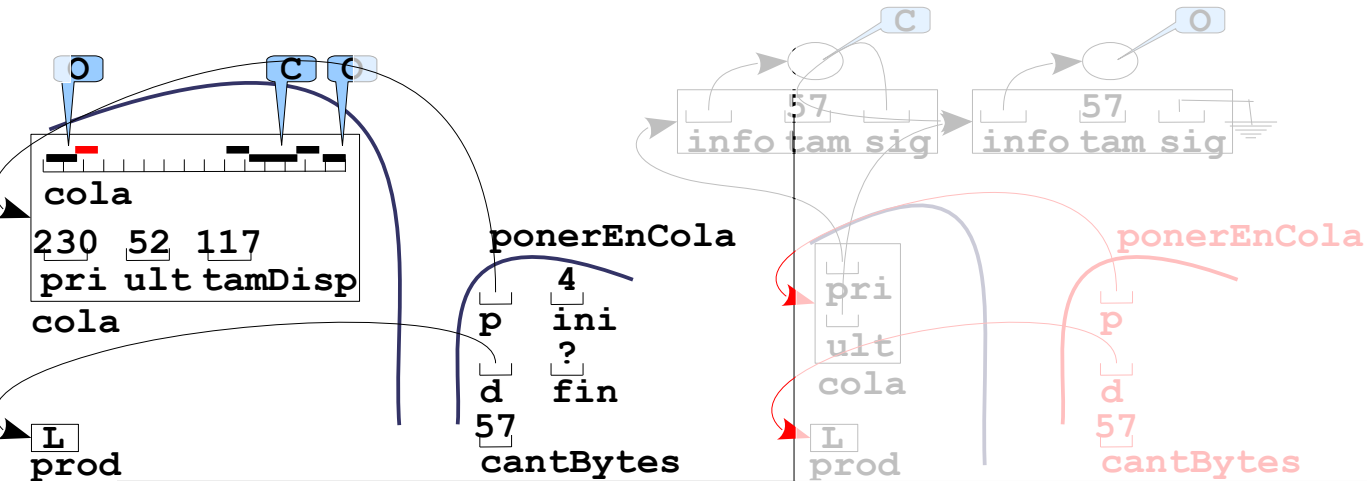 C O
O C O
57 57
info tam sig info tam sig
cola
230 52 117
pri ult tamDisp
cola
ponerEnCola
4
p ini
?
d fin
57
cantBytes
L
prod
pri
ult
cola
L
prod
ponerEnCola
p
d
57
cantBytes